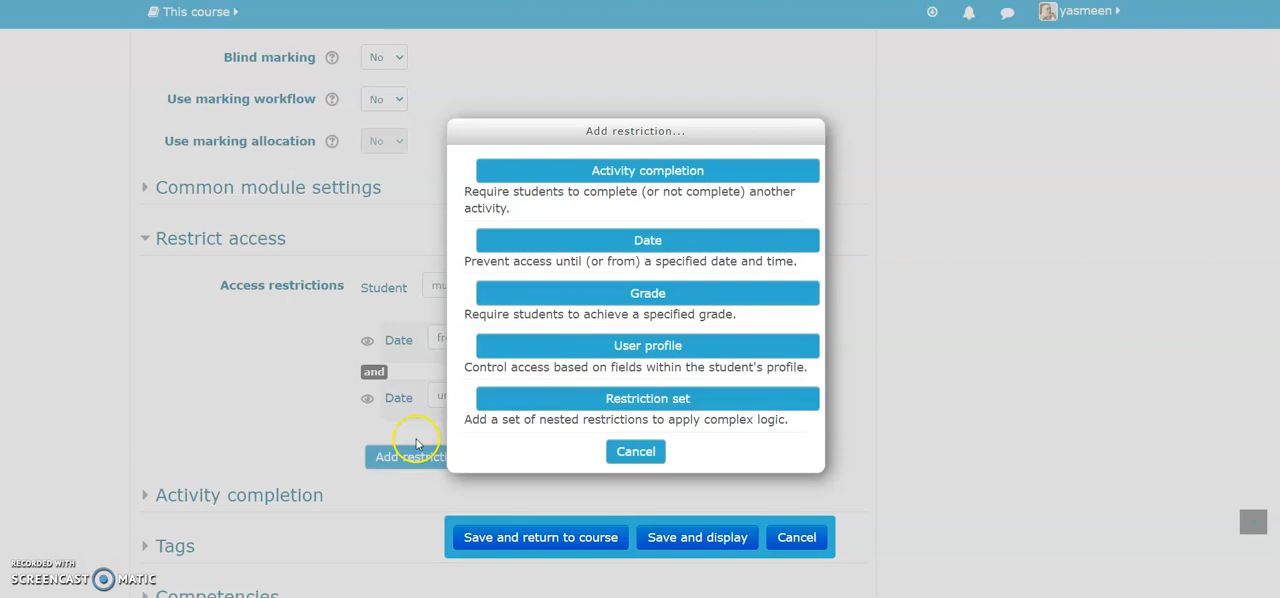 This course
yasmeen
Blind marking
No
Use marking workflow
No
Use marking allocation
No
Common module settings
Restrict access
Access restrictions
Student
Date
and
Date
Activity completion
Tags
Add restriction...
Activity completion
Require students to complete (or not complete) another
activity.
Date
Prevent access until (or from) a specified date and time.
Grade
Require students to achieve a specified grade.
User profile
Control access based on fields within the student's profile.
Restriction set
Add a set of nested restrictions to apply complex logic.
Cancel
Save and return to course
Save and display
Cancel
RECORDED WITH
SCREENCAST MATIC